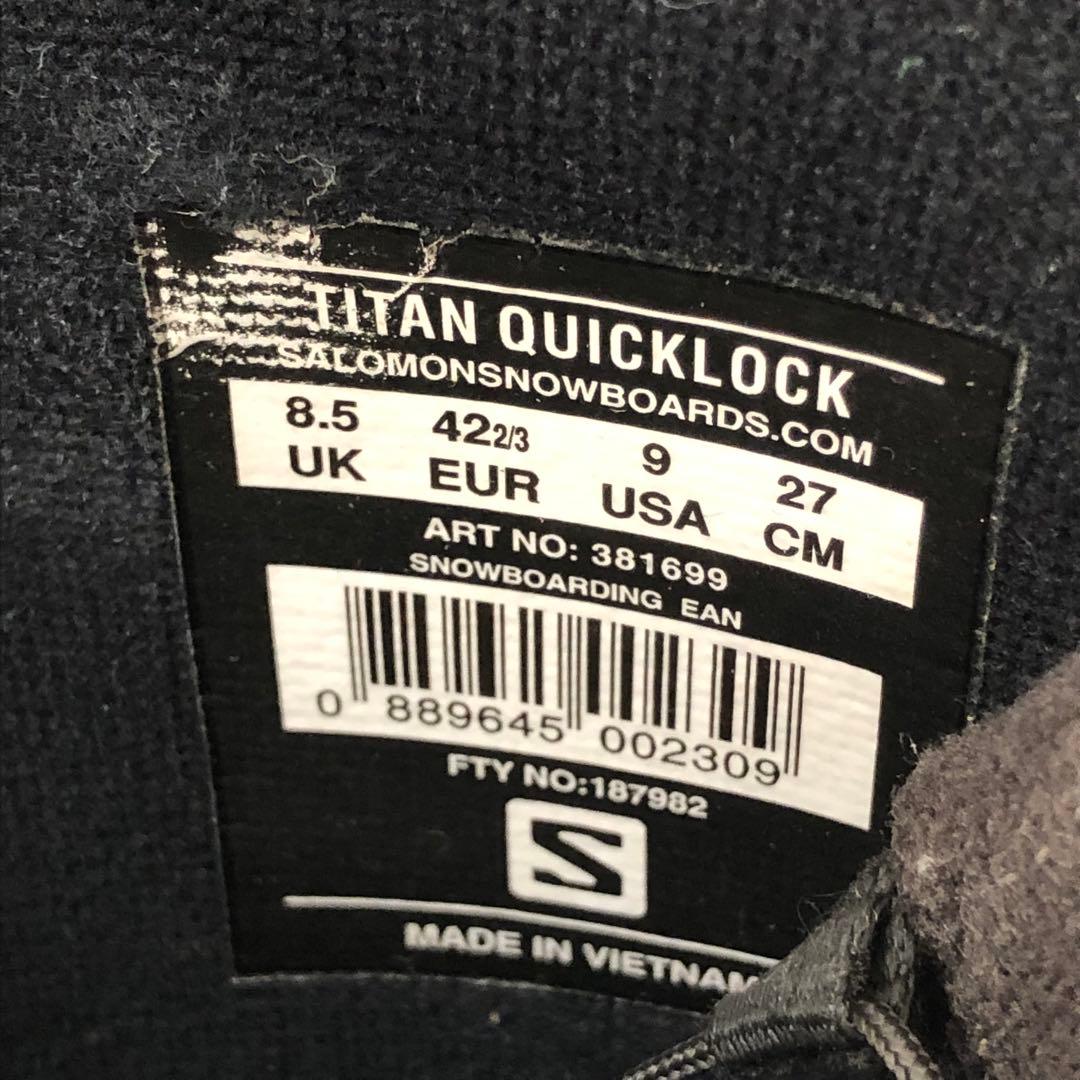 TITAN QUICKLOCK
SALOMONSNOWBOARDS.COM
8.5 42 2/3 9 27
UK EUR USA CM
ART NO: 381699
SNOWBOARDING EAN
0 889645 002309
FTY NO:187982
S
MADE IN VIETNAM